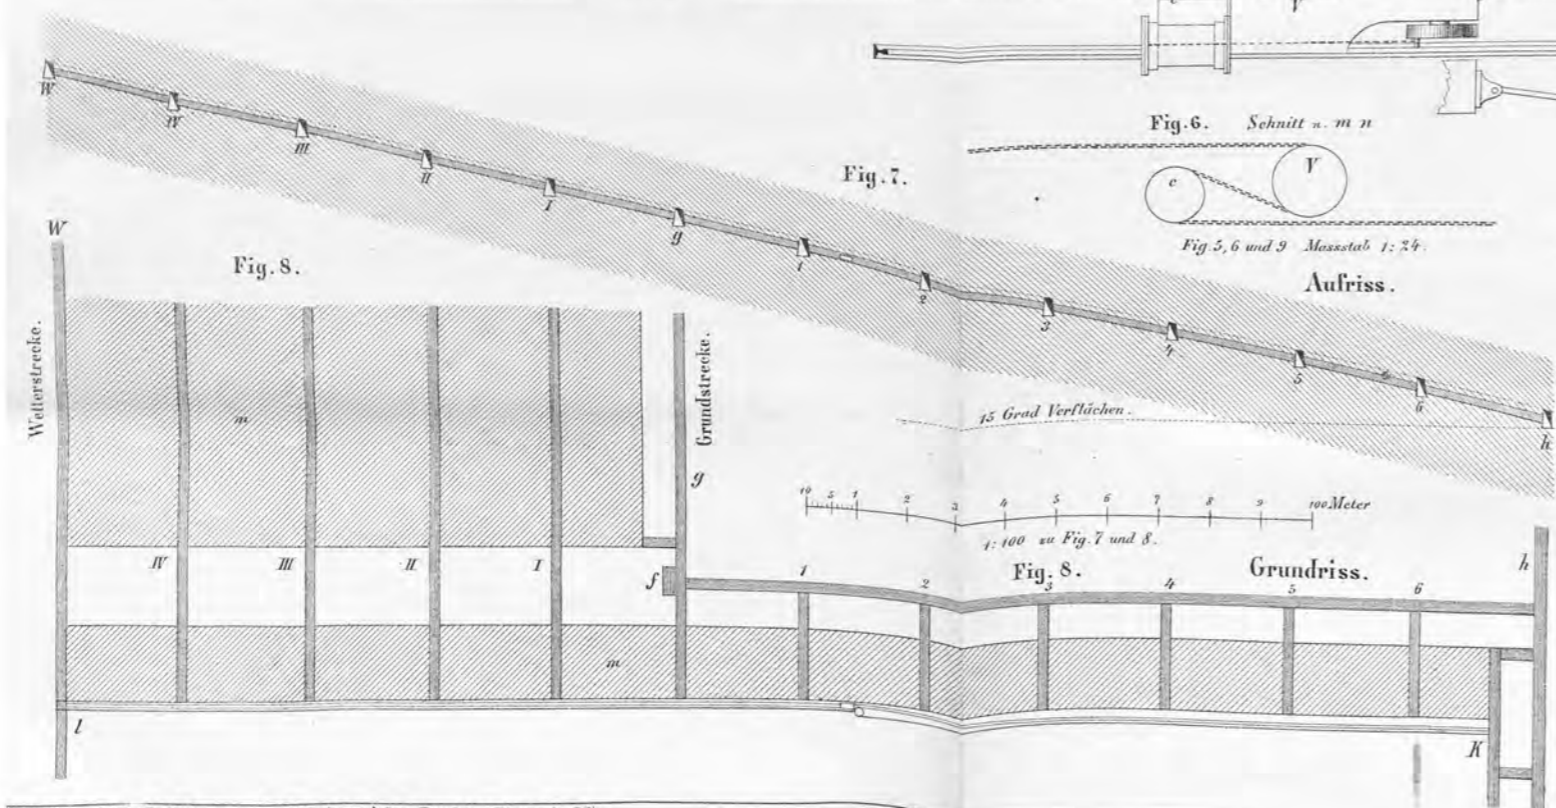 c
V
Fig. 6. Schnitt n. m n
V
c
Fig. 5, 6 und 9 Massstab 1:24.
Aufriss.
Fig. 7.
W
IV
III
II
I
g
1
2
3
4
5
6
h
15 Grad Verflächen.
10 5 1 2 3 4 5 6 7 8 9 100 Meter
1:100 zu Fig. 7 und 8.
Fig. 8.
W
Wetterstrecke.
m
Grundstrecke.
g
IV
III
II
I
f
m
l
Fig. 8.
Grundriss.
h
1
2
3
4
5
6
K